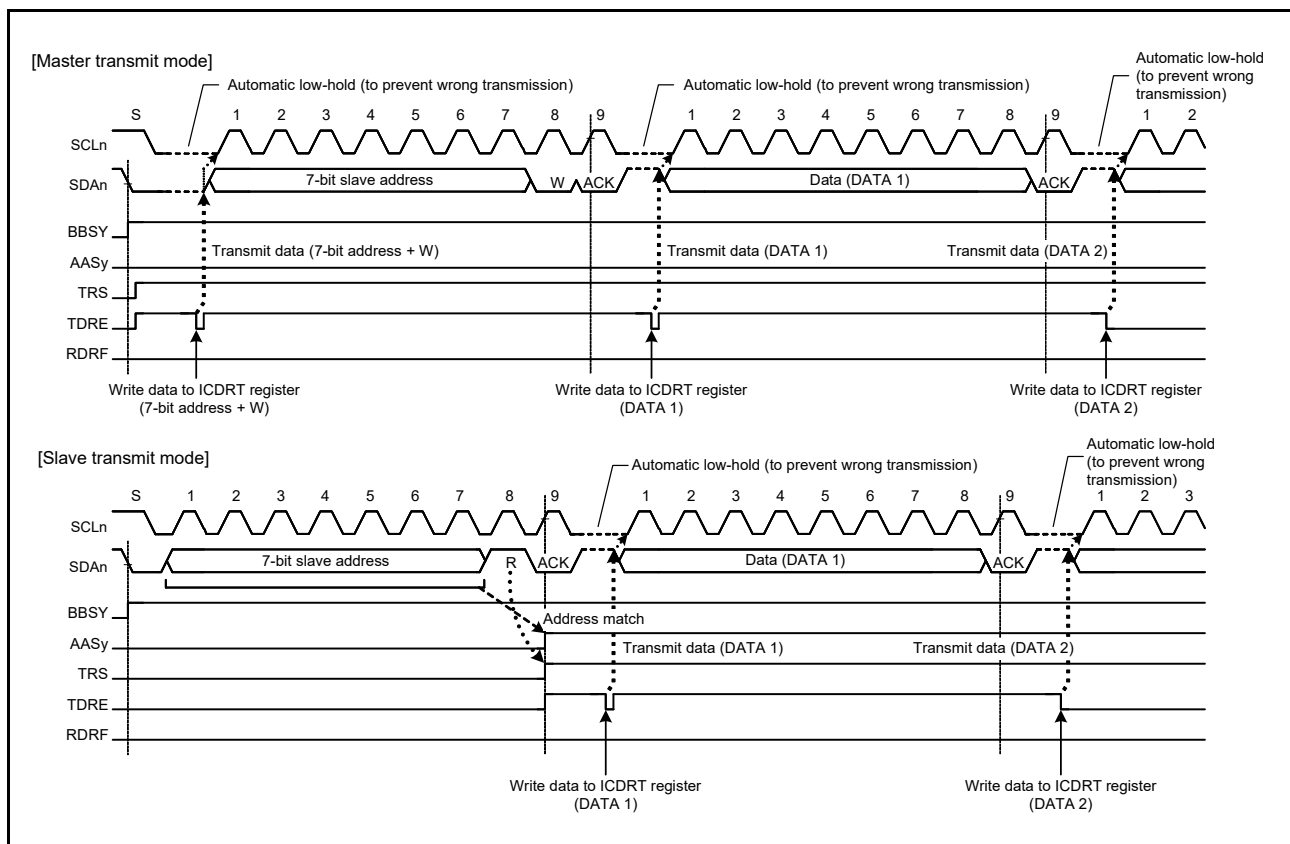 [Master transmit mode]
Automatic low-hold (to prevent wrong transmission)
Automatic low-hold (to prevent wrong transmission)
Automatic low-hold
(to prevent wrong
transmission)
S 1 2 3 4 5 6 7 8 9 1 2 3 4 5 6 7 8 9 1 2
SCLn
SDAn 7-bit slave address W ACK Data (DATA 1) ACK
BBSY
Transmit data (7-bit address + W) Transmit data (DATA 1) Transmit data (DATA 2)
AASy
TRS
TDRE
RDRF
Write data to ICDRT register
(7-bit address + W)
Write data to ICDRT register
(DATA 1)
Write data to ICDRT register
(DATA 2)
[Slave transmit mode]
Automatic low-hold (to prevent wrong transmission)
Automatic low-hold
(to prevent wrong
transmission)
S 1 2 3 4 5 6 7 8 9 1 2 3 4 5 6 7 8 9 1 2 3
SCLn
SDAn 7-bit slave address R ACK Data (DATA 1) ACK
BBSY
Address match
AASy
Transmit data (DATA 1) Transmit data (DATA 2)
TRS
TDRE
RDRF
Write data to ICDRT register
(DATA 1)
Write data to ICDRT register
(DATA 2)